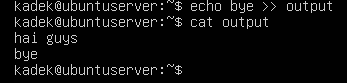 kadek@ubuntuserver:~$ echo bye >> output
kadek@ubuntuserver:~$ cat output
hai guys
bye
kadek@ubuntuserver:~$